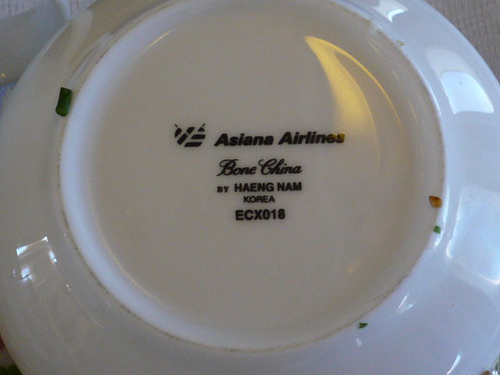 Asiana Airlines
Bone China
BY HAENG NAM
KOREA
ECX018